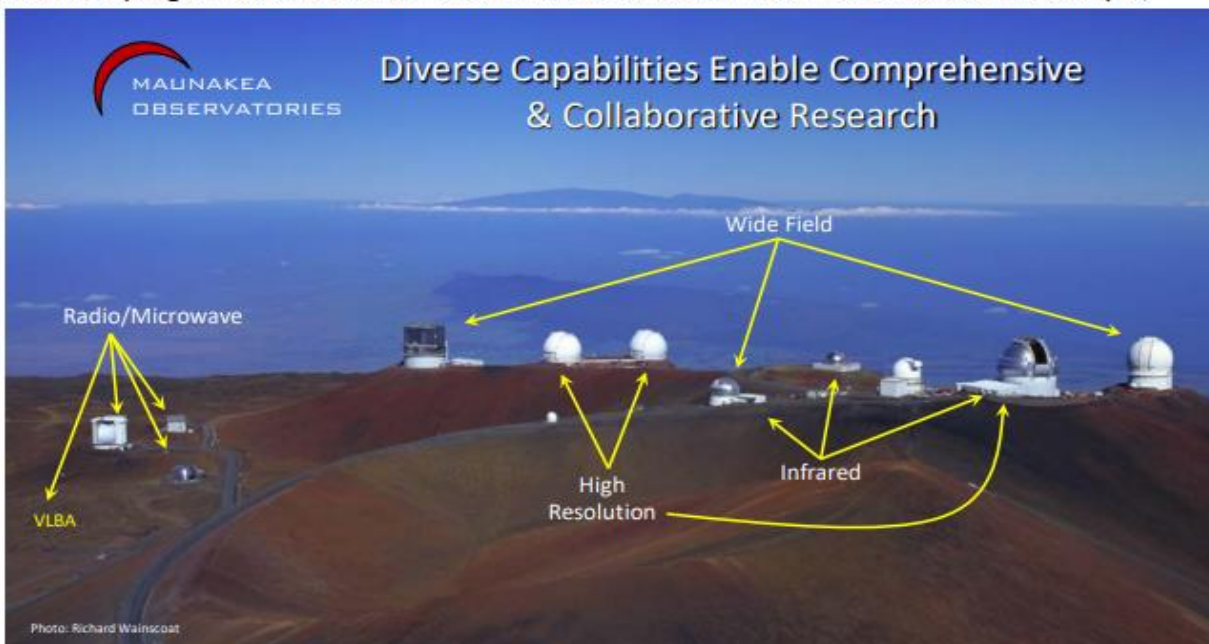 MAUNAKEA
OBSERVATORIES
Diverse Capabilities Enable Comprehensive
& Collaborative Research
Wide Field
Radio/Microwave
VLBA
High
Resolution
Infrared
Photo: Richard Wainscoat